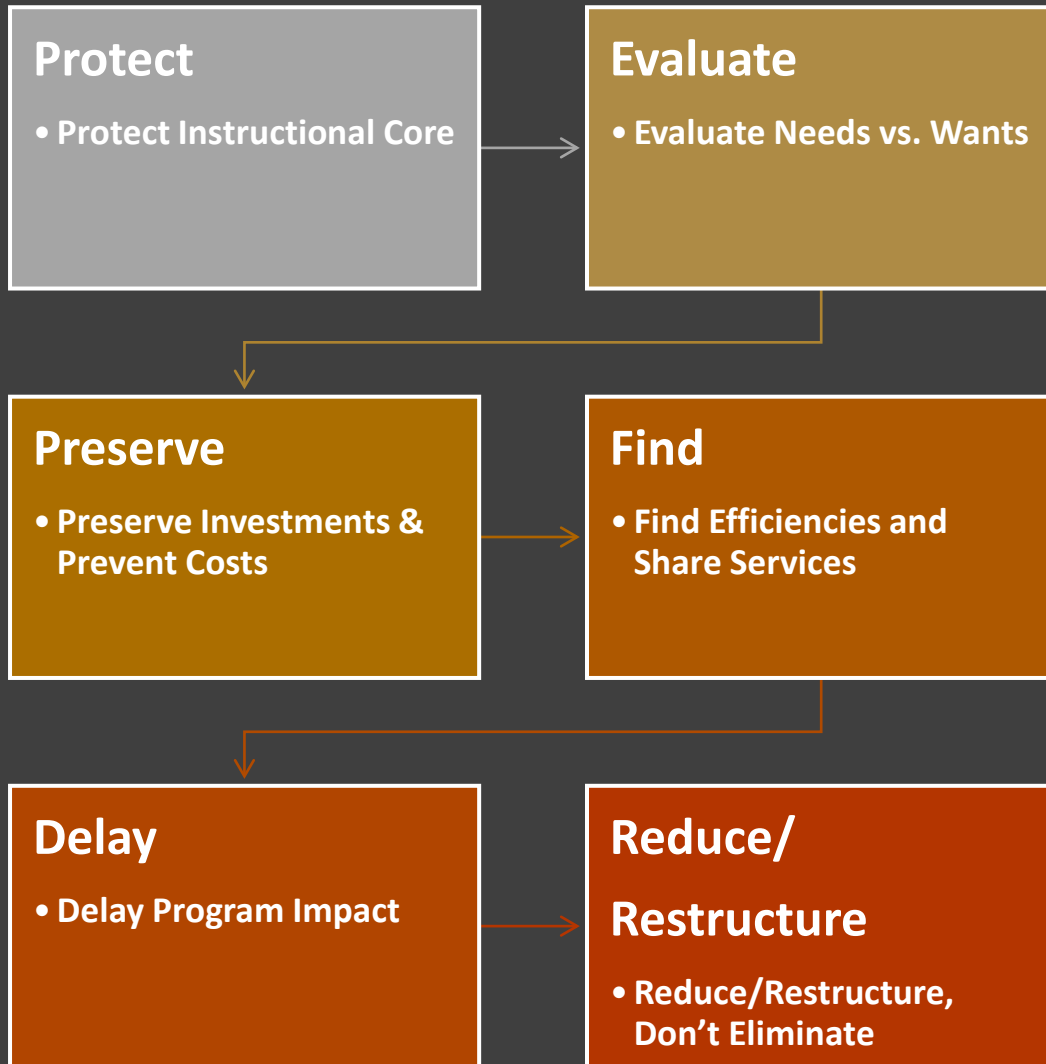 Protect
• Protect Instructional Core
Evaluate
• Evaluate Needs vs. Wants
Preserve
• Preserve Investments &
Prevent Costs
Find
• Find Efficiencies and
Share Services
Delay
• Delay Program Impact
Reduce/
Restructure
• Reduce/Restructure,
Don’t Eliminate